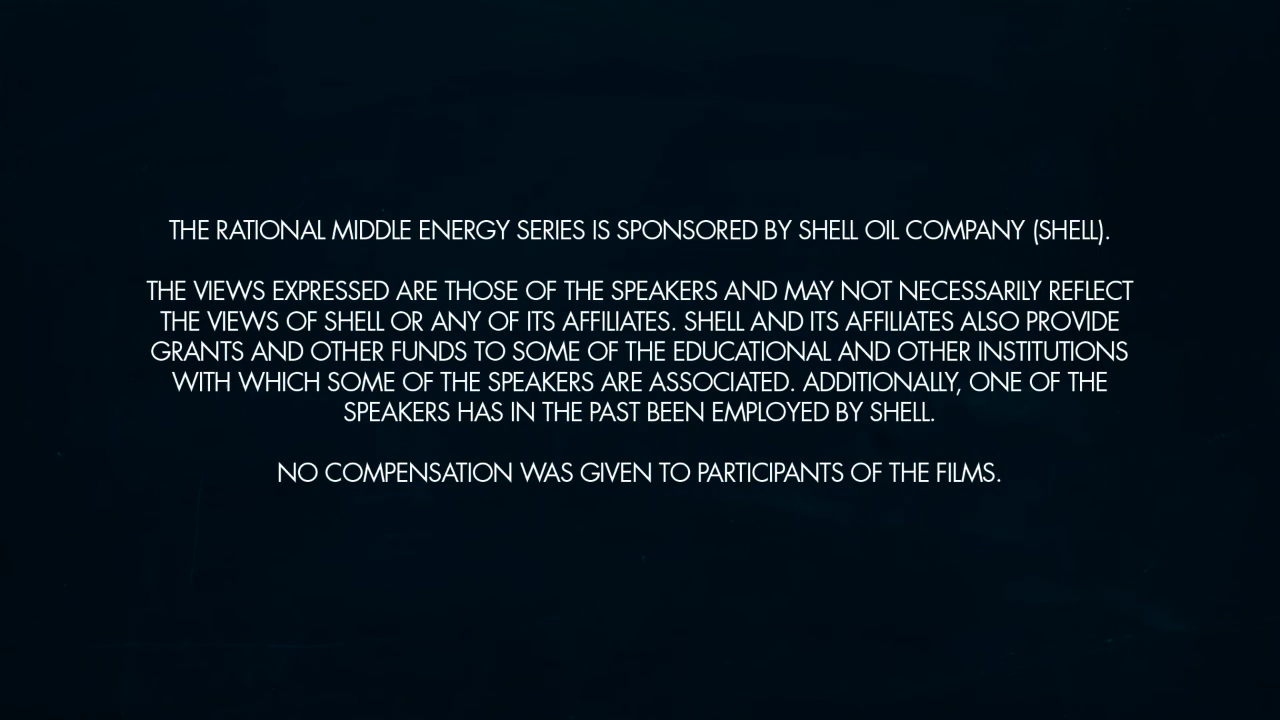 THE RATIONAL MIDDLE ENERGY SERIES IS SPONSORED BY SHELL OIL COMPANY (SHELL).
THE VIEWS EXPRESSED ARE THOSE OF THE SPEAKERS AND MAY NOT NECESSARILY REFLECT
THE VIEWS OF SHELL OR ANY OF ITS AFFILIATES. SHELL AND ITS AFFILIATES ALSO PROVIDE
GRANTS AND OTHER FUNDS TO SOME OF THE EDUCATIONAL AND OTHER INSTITUTIONS
WITH WHICH SOME OF THE SPEAKERS ARE ASSOCIATED. ADDITIONALLY, ONE OF THE
SPEAKERS HAS IN THE PAST BEEN EMPLOYED BY SHELL.
NO COMPENSATION WAS GIVEN TO PARTICIPANTS OF THE FILMS.